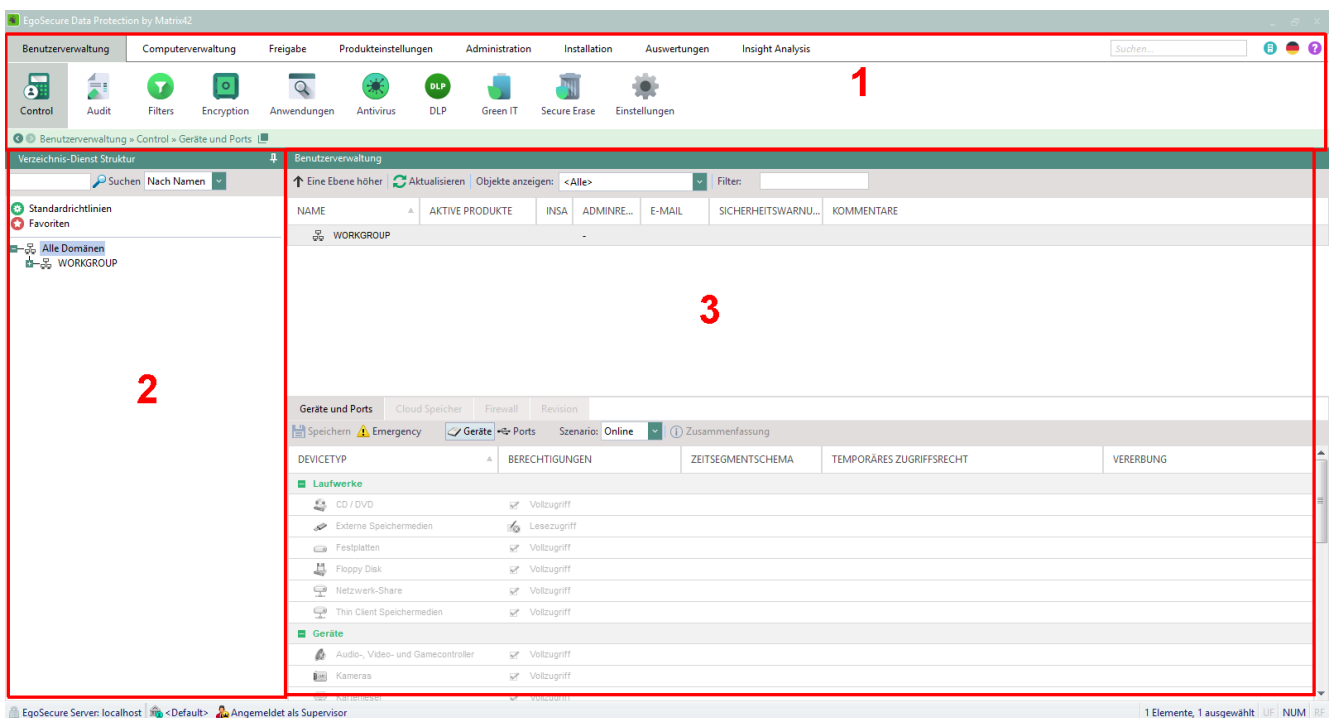 EgoSecure Data Protection by Matrix42
Benutzerverwaltung Computerverwaltung Freigabe Produkteinstellungen Administration Installation Auswertungen Insight Analysis Suchen...
1
DLP
Control Audit Filters Encryption Anwendungen Antivirus DLP Green IT Secure Erase Einstellungen
Benutzerverwaltung » Control » Geräte und Ports
Verzeichnis-Dienst Struktur
Suchen Nach Namen
Standardrichtlinien
Favoriten
Alle Domänen
WORKGROUP
2
Benutzerverwaltung
Eine Ebene höher Aktualisieren Objekte anzeigen: <Alle> Filter:
NAME AKTIVE PRODUKTE INSA ADMINRE... E-MAIL SICHERHEITSWARNU... KOMMENTARE
WORKGROUP -
3
Geräte und Ports Cloud Speicher Firewall Revision
Speichern Emergency Geräte Ports Szenario: Online Zusammenfassung
DEVICETYP BERECHTIGUNGEN ZEITSEGMENTSCHEMA TEMPORÄRES ZUGRIFFSRECHT VERERBUNG
Laufwerke
CD / DVD Vollzugriff
Externe Speichermedien Lesezugriff
Festplatten Vollzugriff
Floppy Disk Vollzugriff
Netzwerk-Share Vollzugriff
Thin Client Speichermedien Vollzugriff
Geräte
Audio-, Video- und Gamecontroller Vollzugriff
Kameras Vollzugriff
Kartenleser Vollzugriff
EgoSecure Server: localhost <Default> Angemeldet als Supervisor 1 Elemente, 1 ausgewählt UF NUM RF